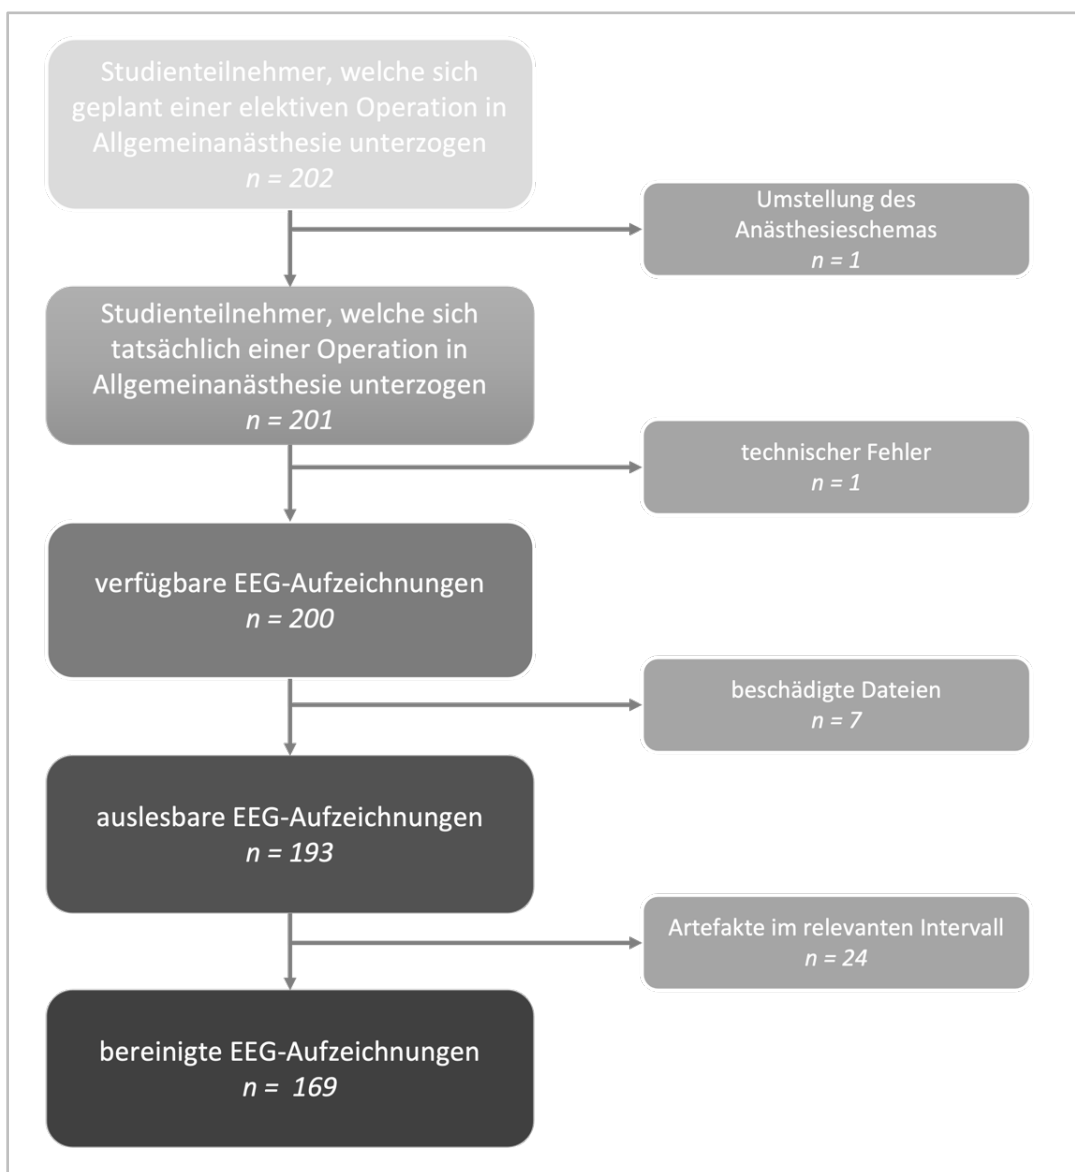 Studienteilnehmer, welche sich
geplant einer elektiven Operation in
Allgemeinanästhesie unterzogen
n = 202
Umstellung des
Anästhesieschemas
n = 1
Studienteilnehmer, welche sich
tatsächlich einer Operation in
Allgemeinanästhesie unterzogen
n = 201
technischer Fehler
n = 1
verfügbare EEG-Aufzeichnungen
n = 200
beschädigte Dateien
n = 7
auslesbare EEG-Aufzeichnungen
n = 193
Artefakte im relevanten Intervall
n = 24
bereinigte EEG-Aufzeichnungen
n =  169